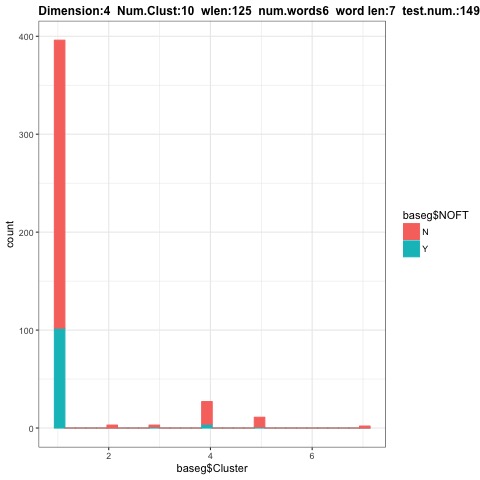 Dimension:4 Num.Clust:10 wlen:125 num.words6 word len:7 test.num.:149
400
300
200
100
0
count
2 4 6
baseg$Cluster
baseg$NOFT
N
Y